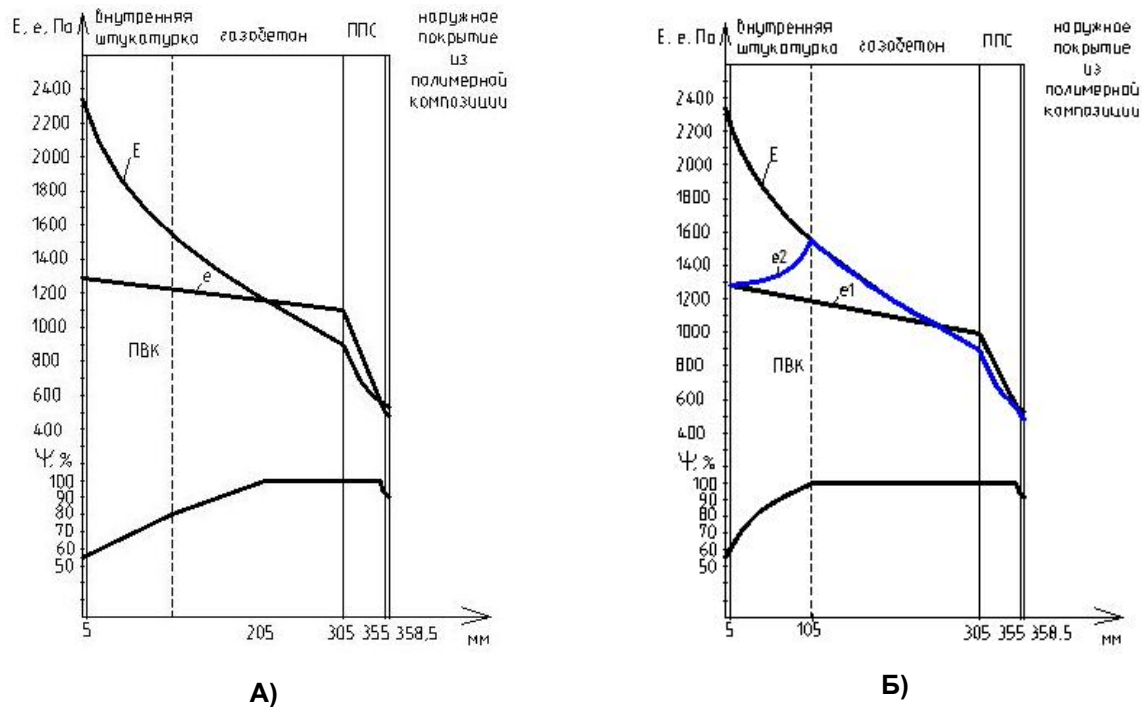 E, e, Па
внутренняя
штукатурка
газобетон
ППС
наружное
покрытие
из
полимерной
композиции
2400
2200
2000
1800
1600
1400
1200
1000
800
600
400
E
e
ПВК
Ψ, %
100
90
80
70
60
50
5
205
305
355
358,5
мм
А)
E, e, Па
внутренняя
штукатурка
газобетон
ППС
наружное
покрытие
из
полимерной
композиции
2400
2200
2000
1800
1600
1400
1200
1000
800
600
400
E
e2
e1
ПВК
Ψ, %
100
90
80
70
60
50
5
105
305
355
358.5
мм
Б)